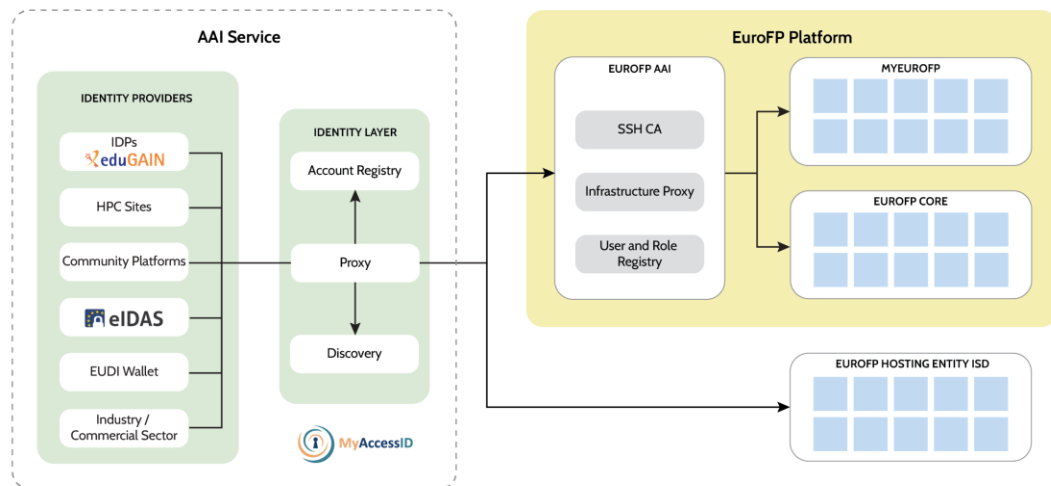 AAI Service
IDENTITY PROVIDERS
IDPs
eduGAIN
HPC Sites
Community Platforms
eIDAS
EUDI Wallet
Industry /
Commercial Sector
IDENTITY LAYER
Account Registry
Proxy
Discovery
MyAccessID
EuroFP Platform
EUROFP AAI
SSH CA
Infrastructure Proxy
User and Role
Registry
MYEUROFP
EUROFP CORE
EUROFP HOSTING ENTITY ISD